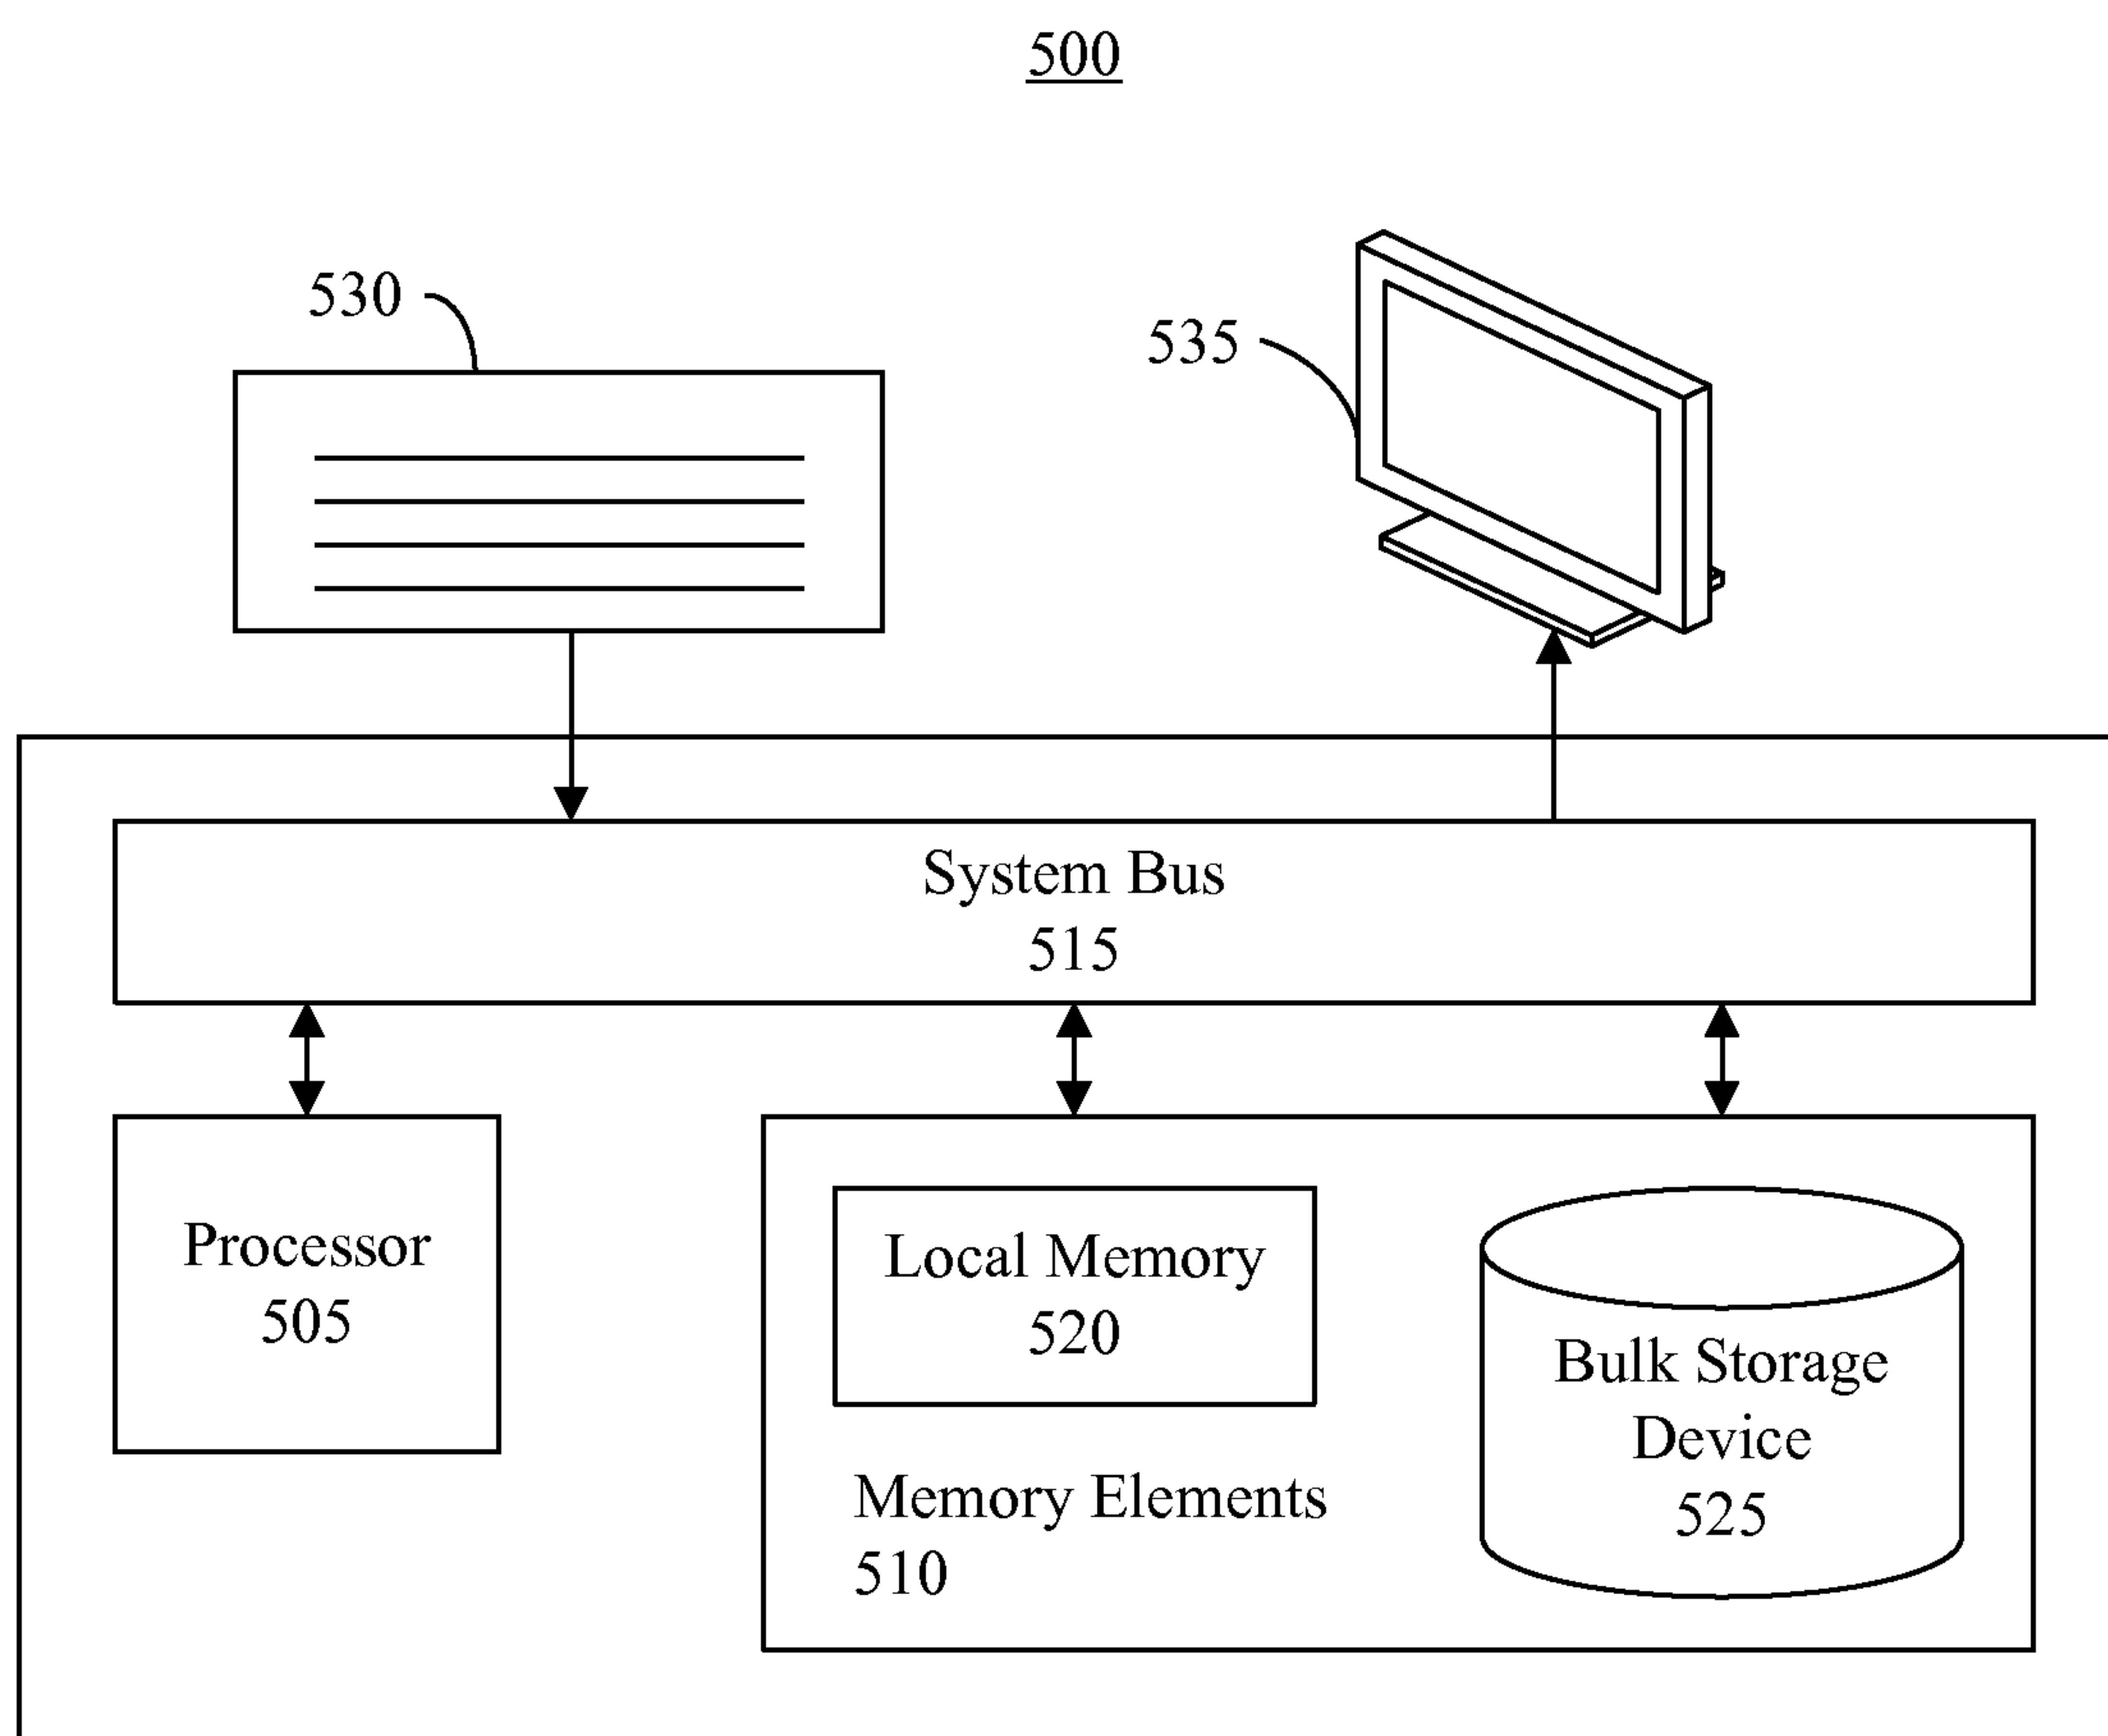 500
530
535
System Bus
515
Processor
505
Local Memory
520
Memory Elements
510
Bulk Storage
Device
525